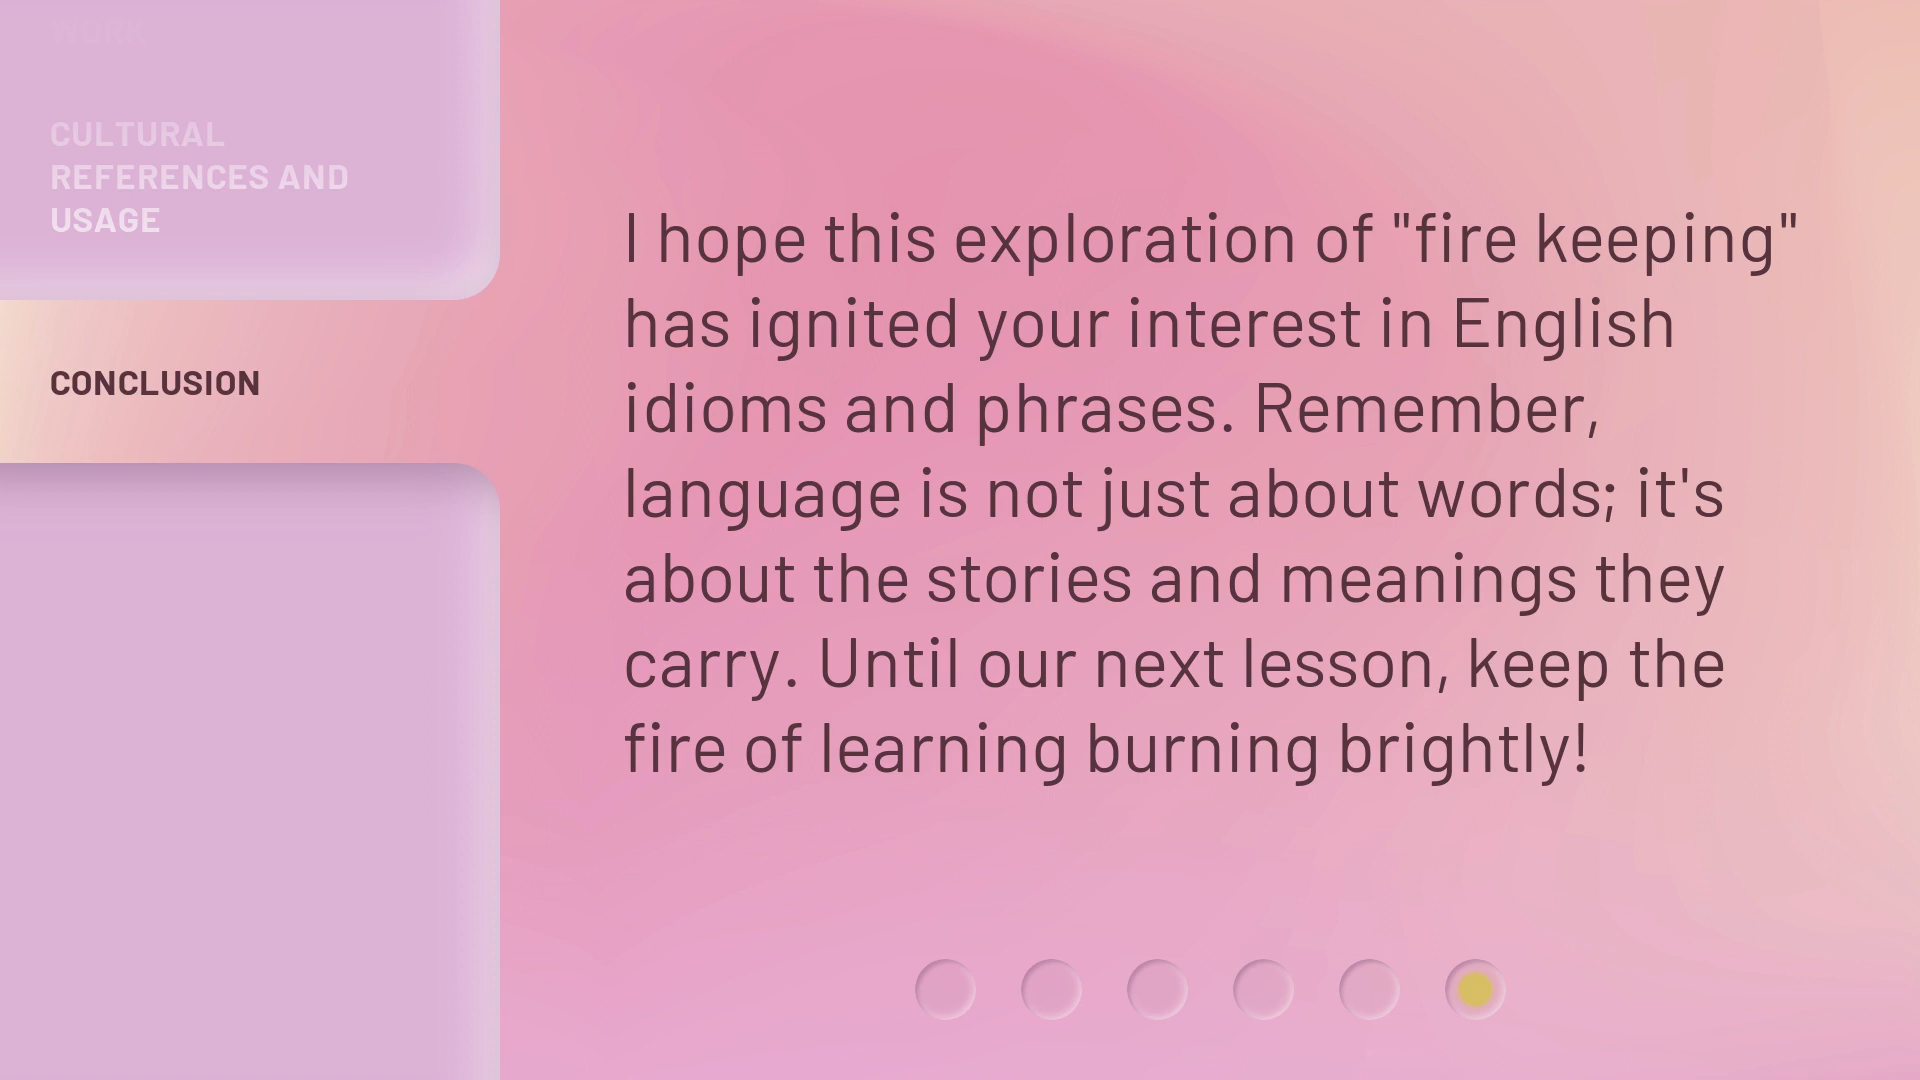 WORK
CULTURAL
REFERENCES AND
USAGE
CONCLUSION
I hope this exploration of "fire keeping"
has ignited your interest in English
idioms and phrases. Remember,
language is not just about words; it's
about the stories and meanings they
carry. Until our next lesson, keep the
fire of learning burning brightly!